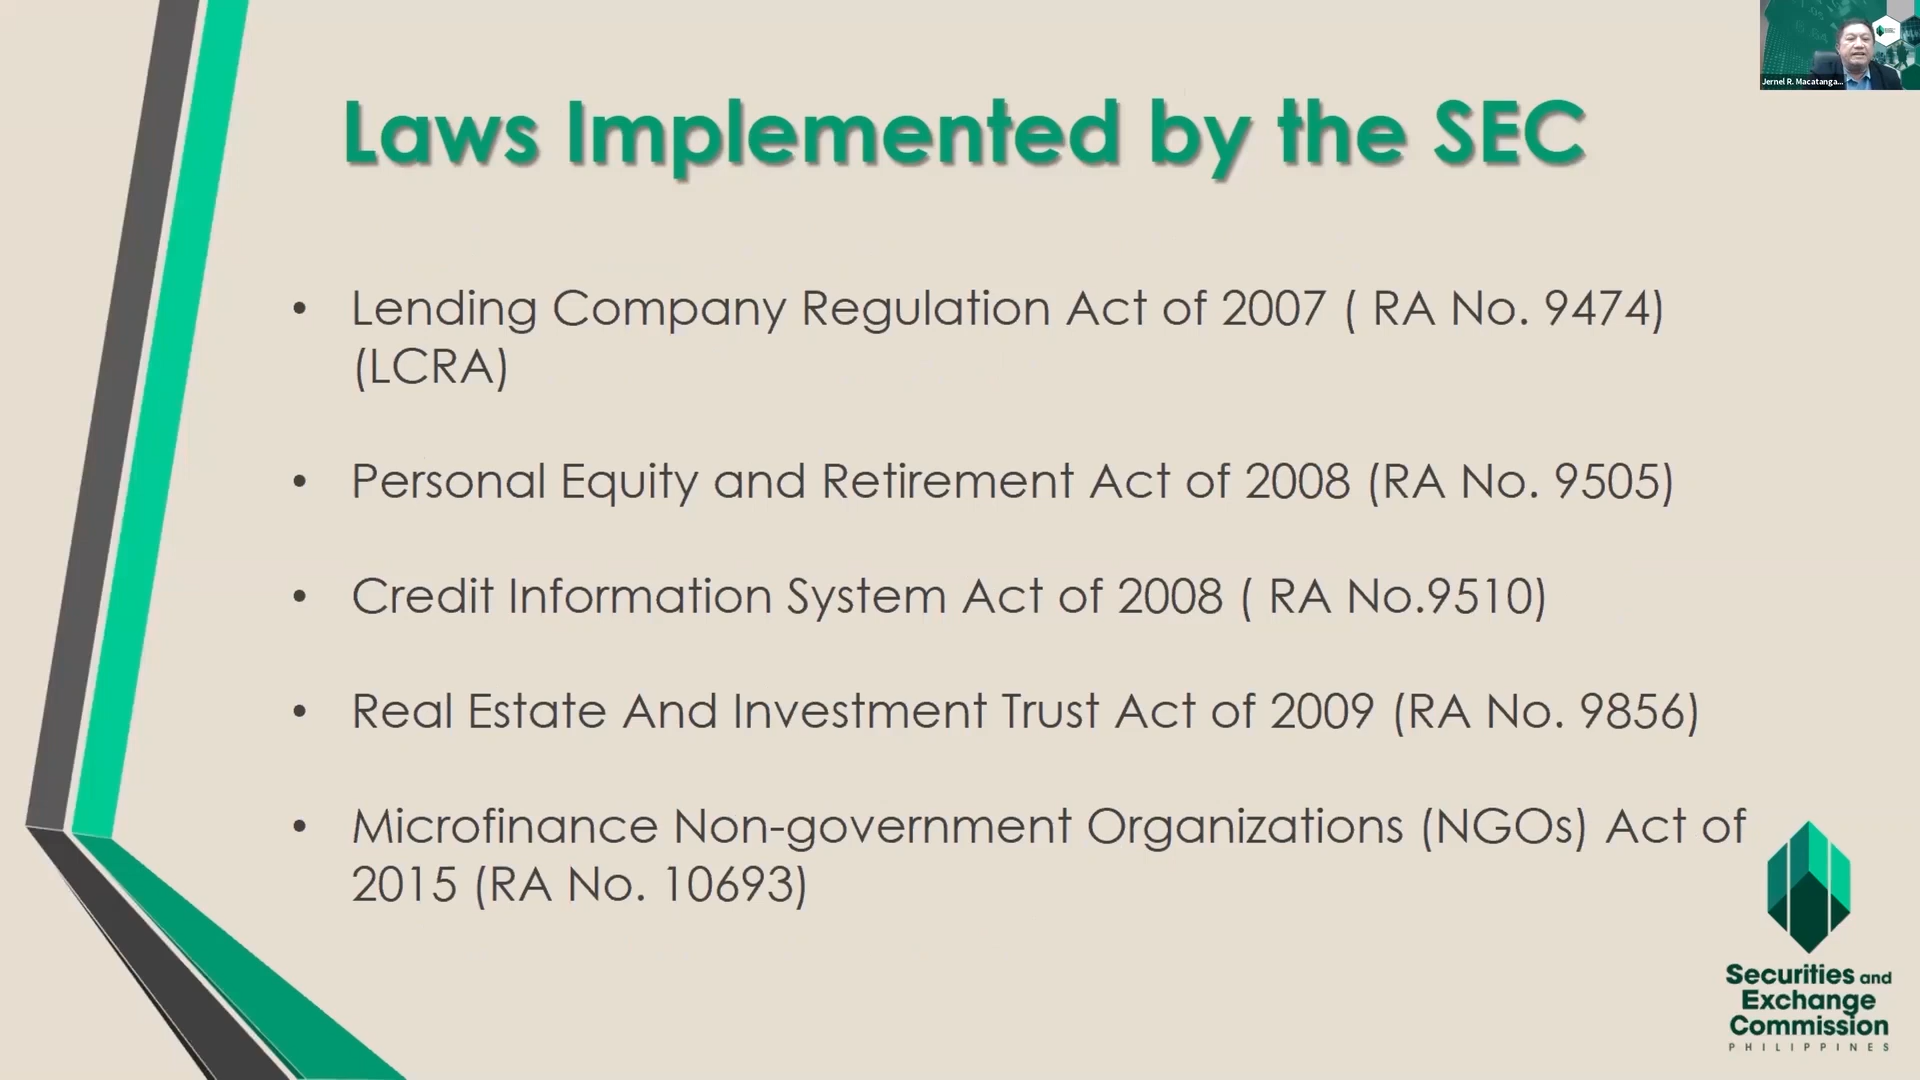 Jernel R. Macatanga...
Laws Implemented by the SEC
• Lending Company Regulation Act of 2007 ( RA No. 9474)
(LCRA)
• Personal Equity and Retirement Act of 2008 (RA No. 9505)
• Credit Information System Act of 2008 ( RA No.9510)
• Real Estate And Investment Trust Act of 2009 (RA No. 9856)
• Microfinance Non-government Organizations (NGOs) Act of
2015 (RA No. 10693)
Securities and
Exchange
Commission
PHILIPPINES